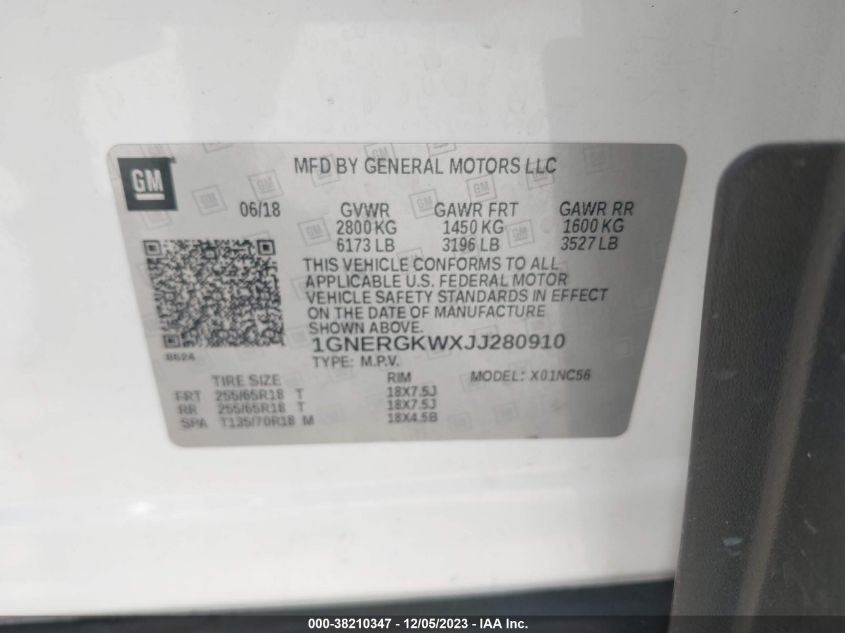 GM
MFD BY GENERAL MOTORS LLC
06/18 GVWR GAWR FRT GAWR RR
2800 KG 1450 KG 1600 KG
6173 LB 3196 LB 3527 LB
THIS VEHICLE CONFORMS TO ALL
APPLICABLE U.S. FEDERAL MOTOR
VEHICLE SAFETY STANDARDS IN EFFECT
ON THE DATE OF MANUFACTURE
SHOWN ABOVE.
8624
1GNERGKWXJJ280910
TYPE: M.P.V.
TIRE SIZE RIM MODEL: X01NC56
FRT 255/65R18 T 18X7.5J
RR 255/65R18 T 18X7.5J
SPA T135/70R18 M 18X4.5B
000-38210347 - 12/05/2023 - IAA Inc.